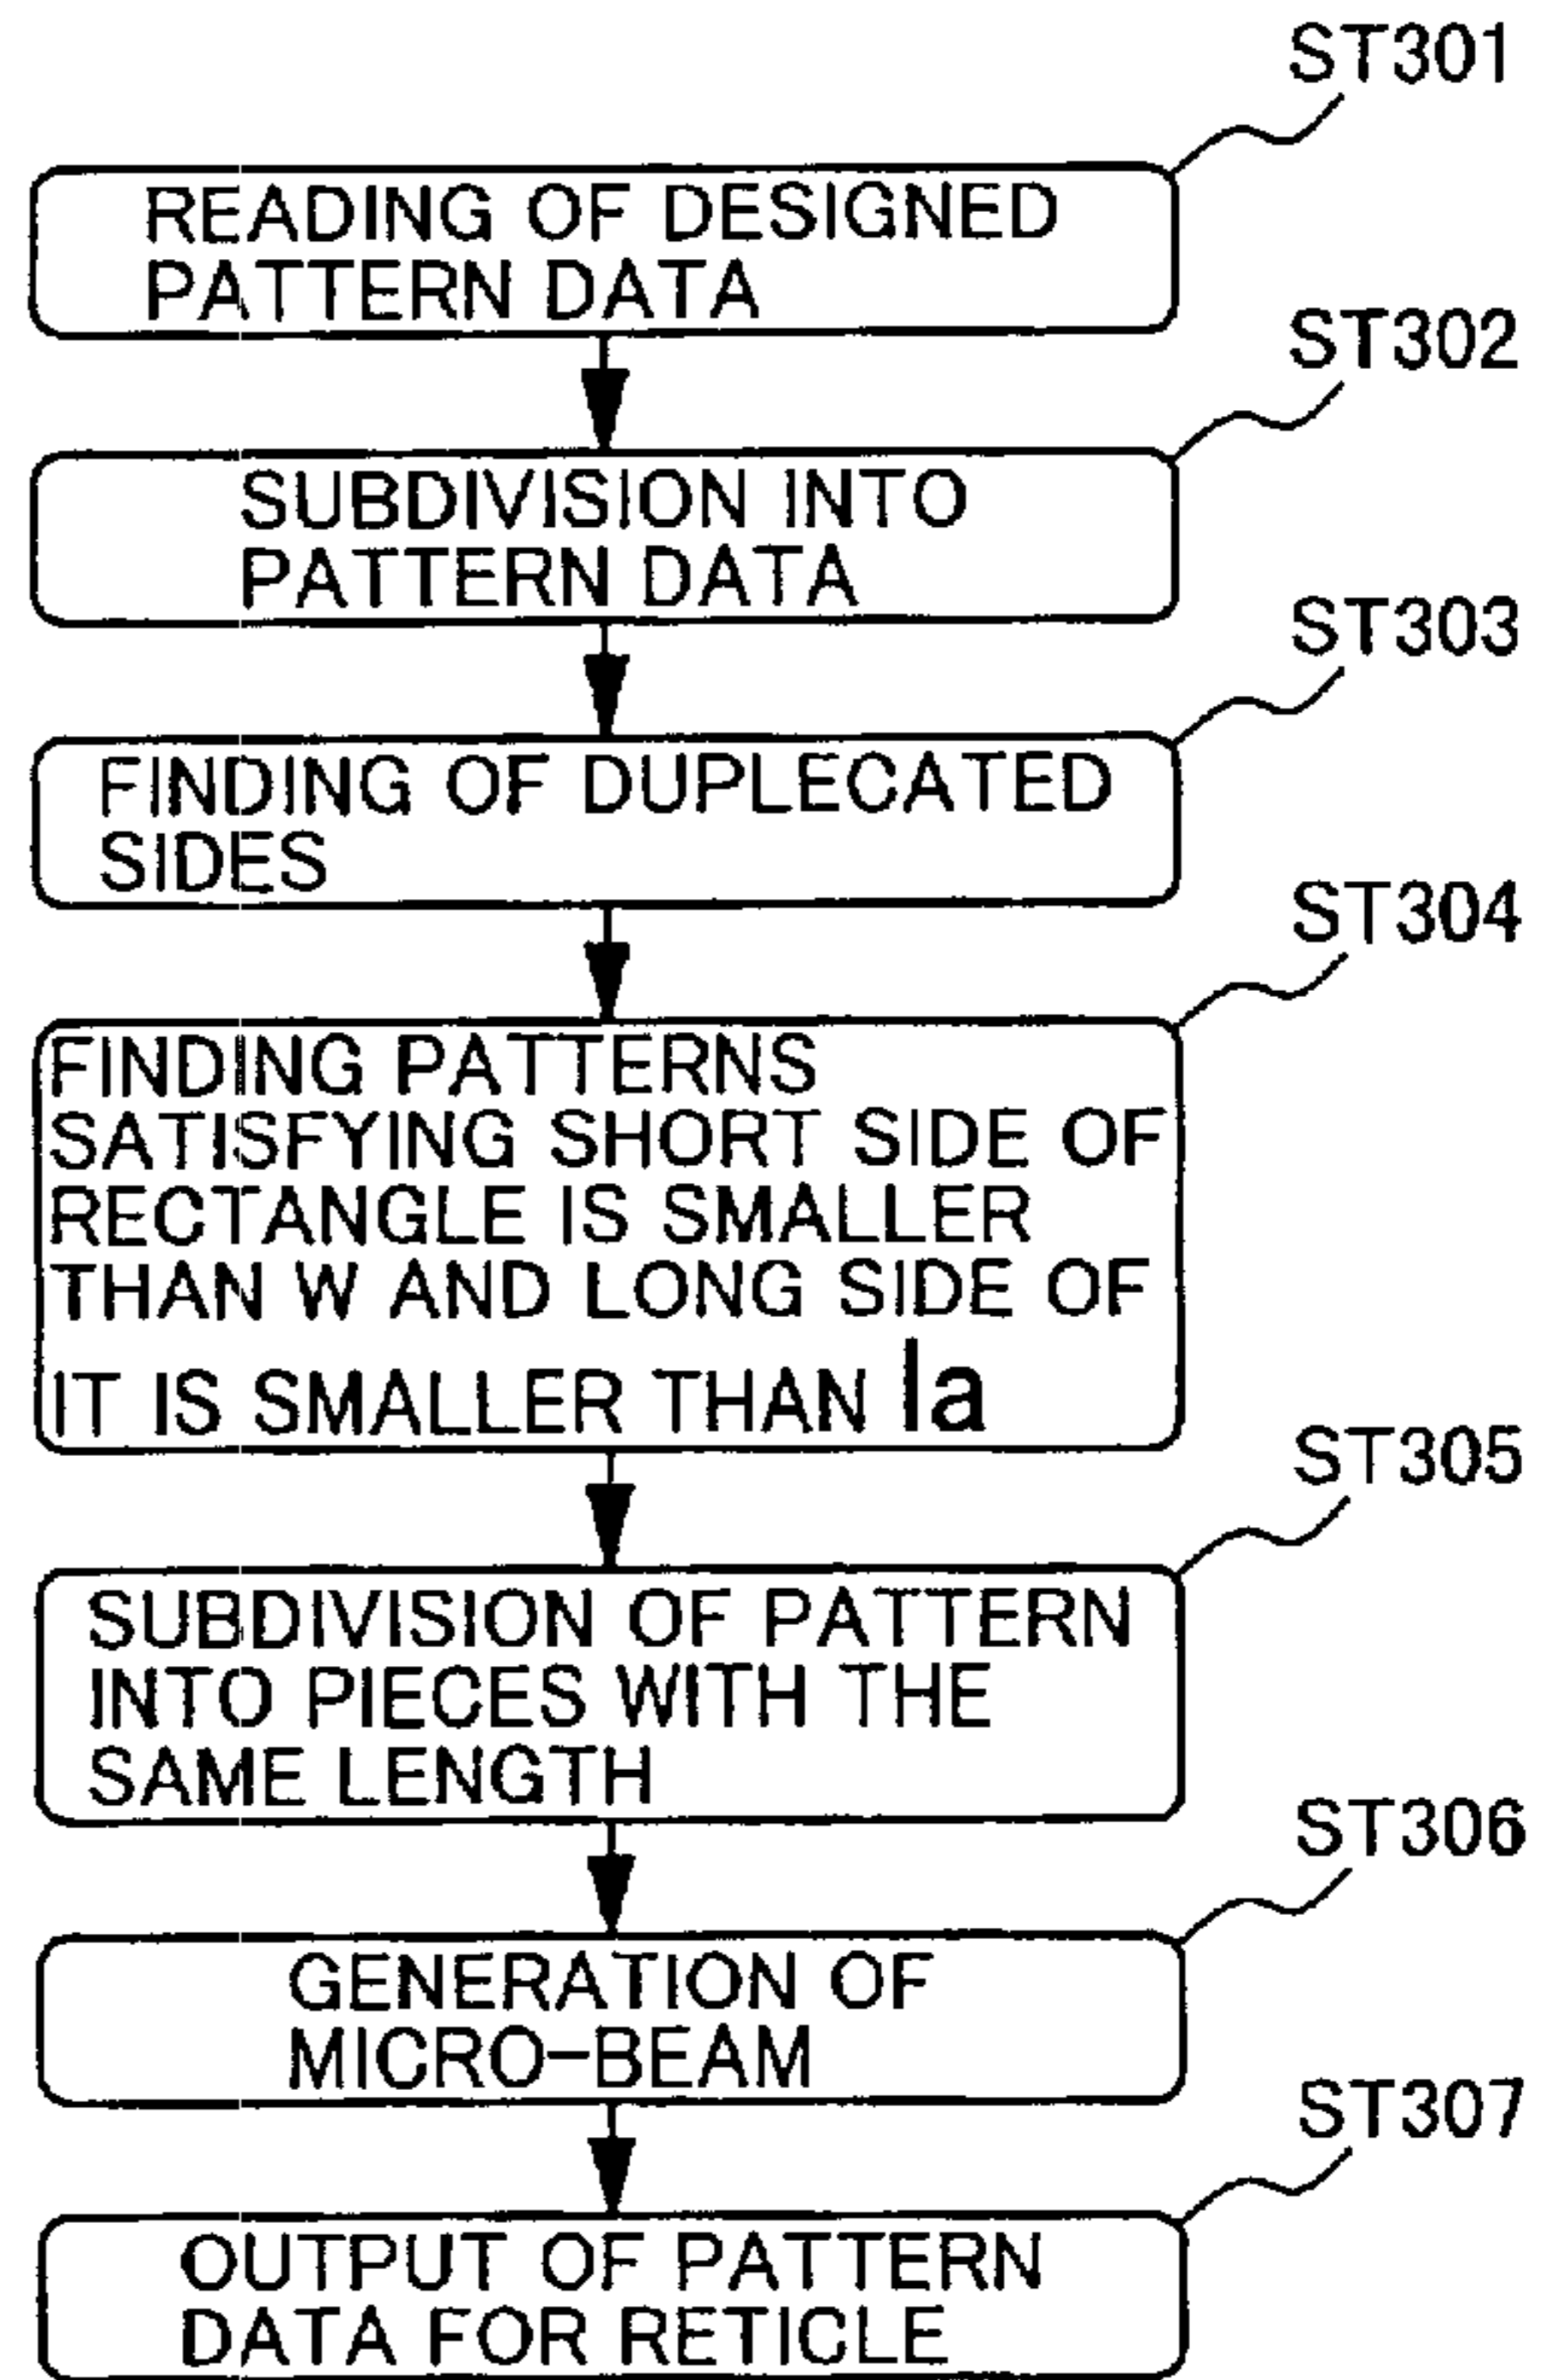 ST301
READING OF DESIGNED
PATTERN DATA
ST302
SUBDIVISION INTO
PATTERN DATA
ST303
FINDING OF DUPLECATED
SIDES
ST304
FINDING PATTERNS
SATISFYING SHORT SIDE OF
RECTANGLE IS SMALLER
THAN W AND LONG SIDE OF
IT IS SMALLER THAN la
ST305
SUBDIVISION OF PATTERN
INTO PIECES WITH THE
SAME LENGTH
ST306
GENERATION OF
MICRO-BEAM
ST307
OUTPUT OF PATTERN
DATA FOR RETICLE